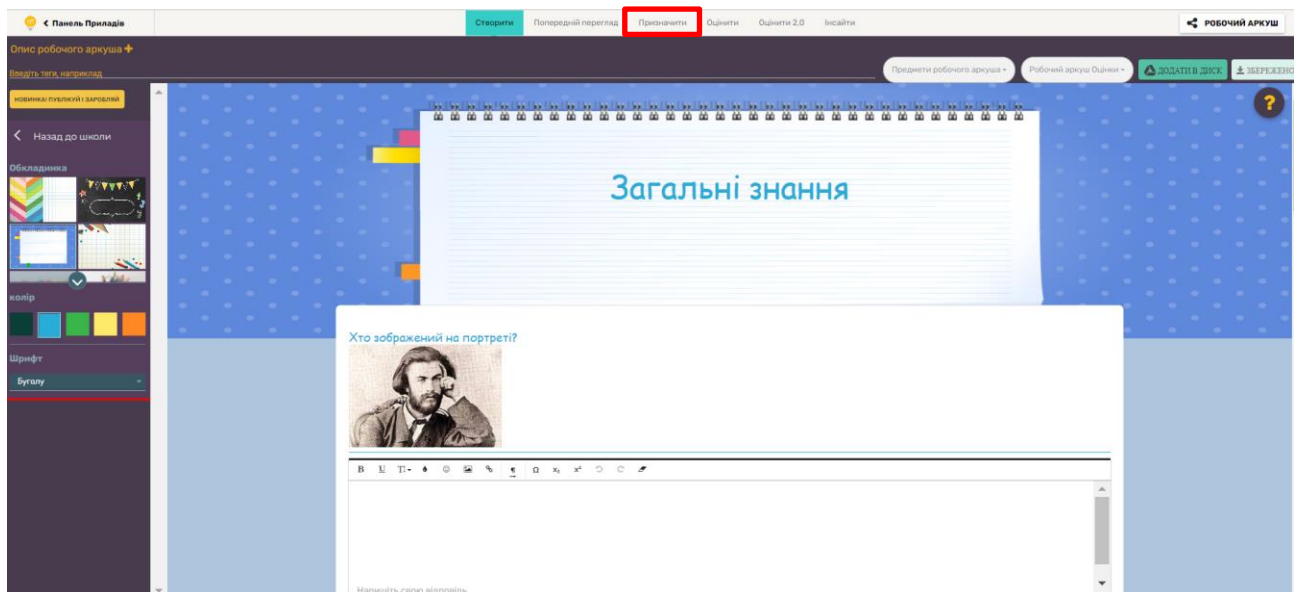 Панель Приладів
Створити Попередній перегляд Призначити Оцінити Оцінити 2.0 Інсайти
РОБОЧИЙ АРКУШ
Опис робочого аркуша +
Введіть теги, наприклад
Предмети робочого аркуша
Робочий аркуш Оцінки
ДОДАТИ В ДИСК
ЗБЕРЕЖЕНО
НОВИНКА! ПУБЛІКУЙ І ЗАРОБЛЯЙ
?
Назад до школи
Обкладинка
Загальні знання
колір
Шрифт
Бугалу
Хто зображений на портреті?
B U
Напишіть свою відповідь